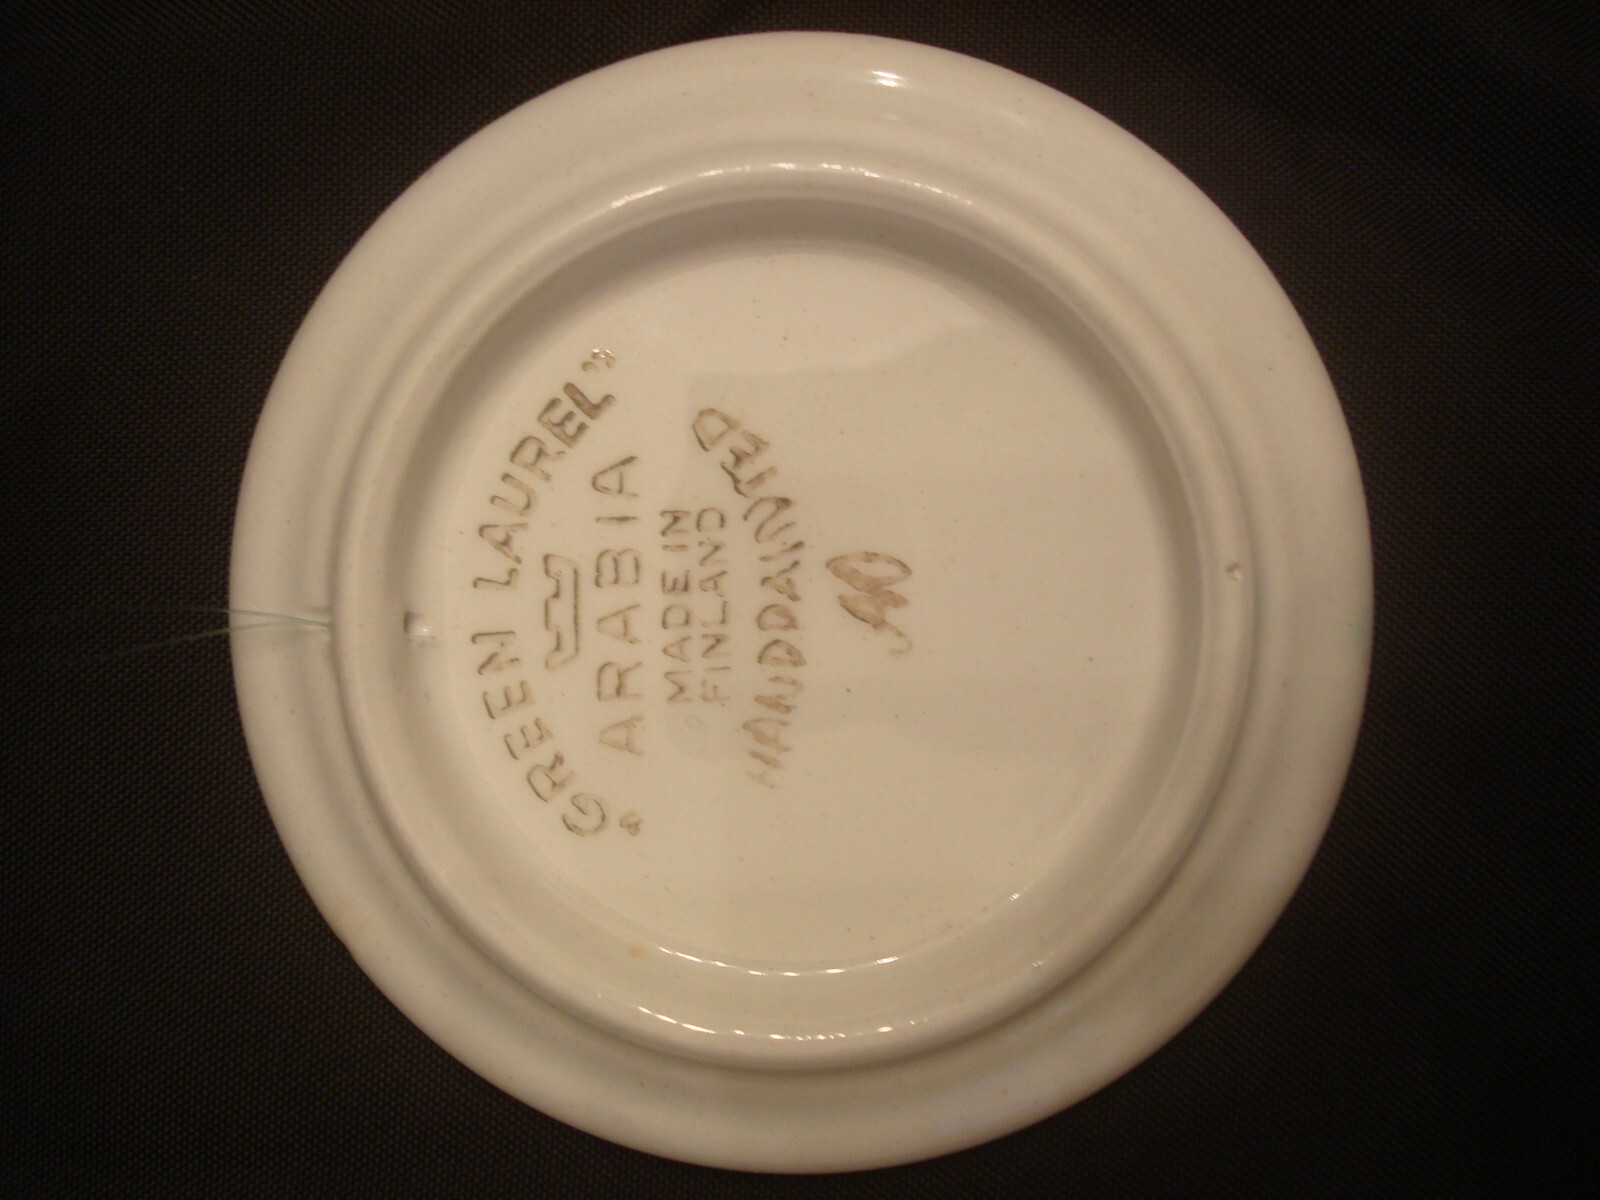 "GREEN LAUREL"
ARABIA
MADE IN
FINLAND
HANDPAINTED